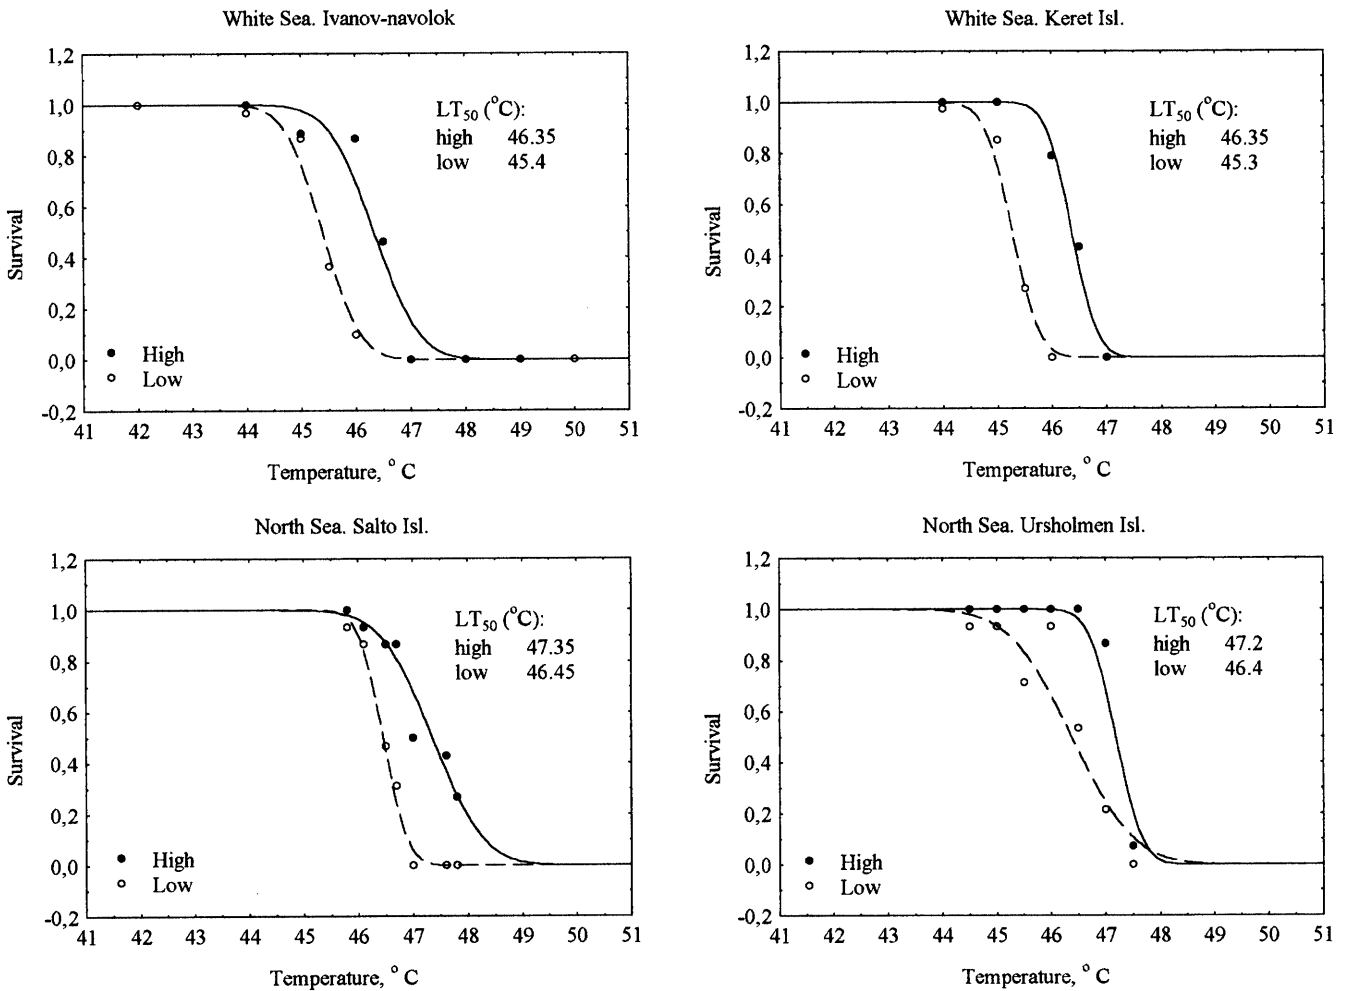 White Sea. Ivanov-navolok
1,2
1,0
0,8
0,6
0,4
0,2
0,0
-0,2
Survival
LT50 (°C):
high 46.35
low 45.4
High
Low
41 42 43 44 45 46 47 48 49 50 51
Temperature, ° C
White Sea. Keret Isl.
1,2
1,0
0,8
0,6
0,4
0,2
0,0
-0,2
Survival
LT50 (°C):
high 46.35
low 45.3
High
Low
41 42 43 44 45 46 47 48 49 50 51
Temperature, ° C
North Sea. Salto Isl.
1,2
1,0
0,8
0,6
0,4
0,2
0,0
-0,2
Survival
LT50 (°C):
high 47.35
low 46.45
High
Low
41 42 43 44 45 46 47 48 49 50 51
Temperature, ° C
North Sea. Ursholmen Isl.
1,2
1,0
0,8
0,6
0,4
0,2
0,0
-0,2
Survival
LT50 (°C):
high 47.2
low 46.4
High
Low
41 42 43 44 45 46 47 48 49 50 51
Temperature, ° C